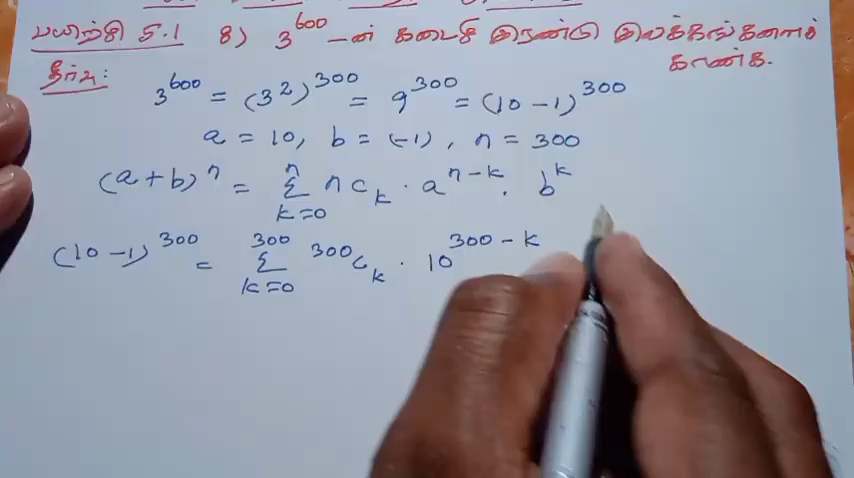 பயிற்சி 5.1 8) 3^600 -ன் கடைசி இரண்டு இலக்கங்களைக்
காண்க.
தீர்வு:
3^600 = (3^2)^300 = 9^300 = (10-1)^300
a = 10, b = (-1), n = 300
(a+b)^n = Σ_{k=0}^{n} nC_k · a^{n-k} · b^k
(10-1)^300 = Σ_{k=0}^{300} 300C_k · 10^{300-k}